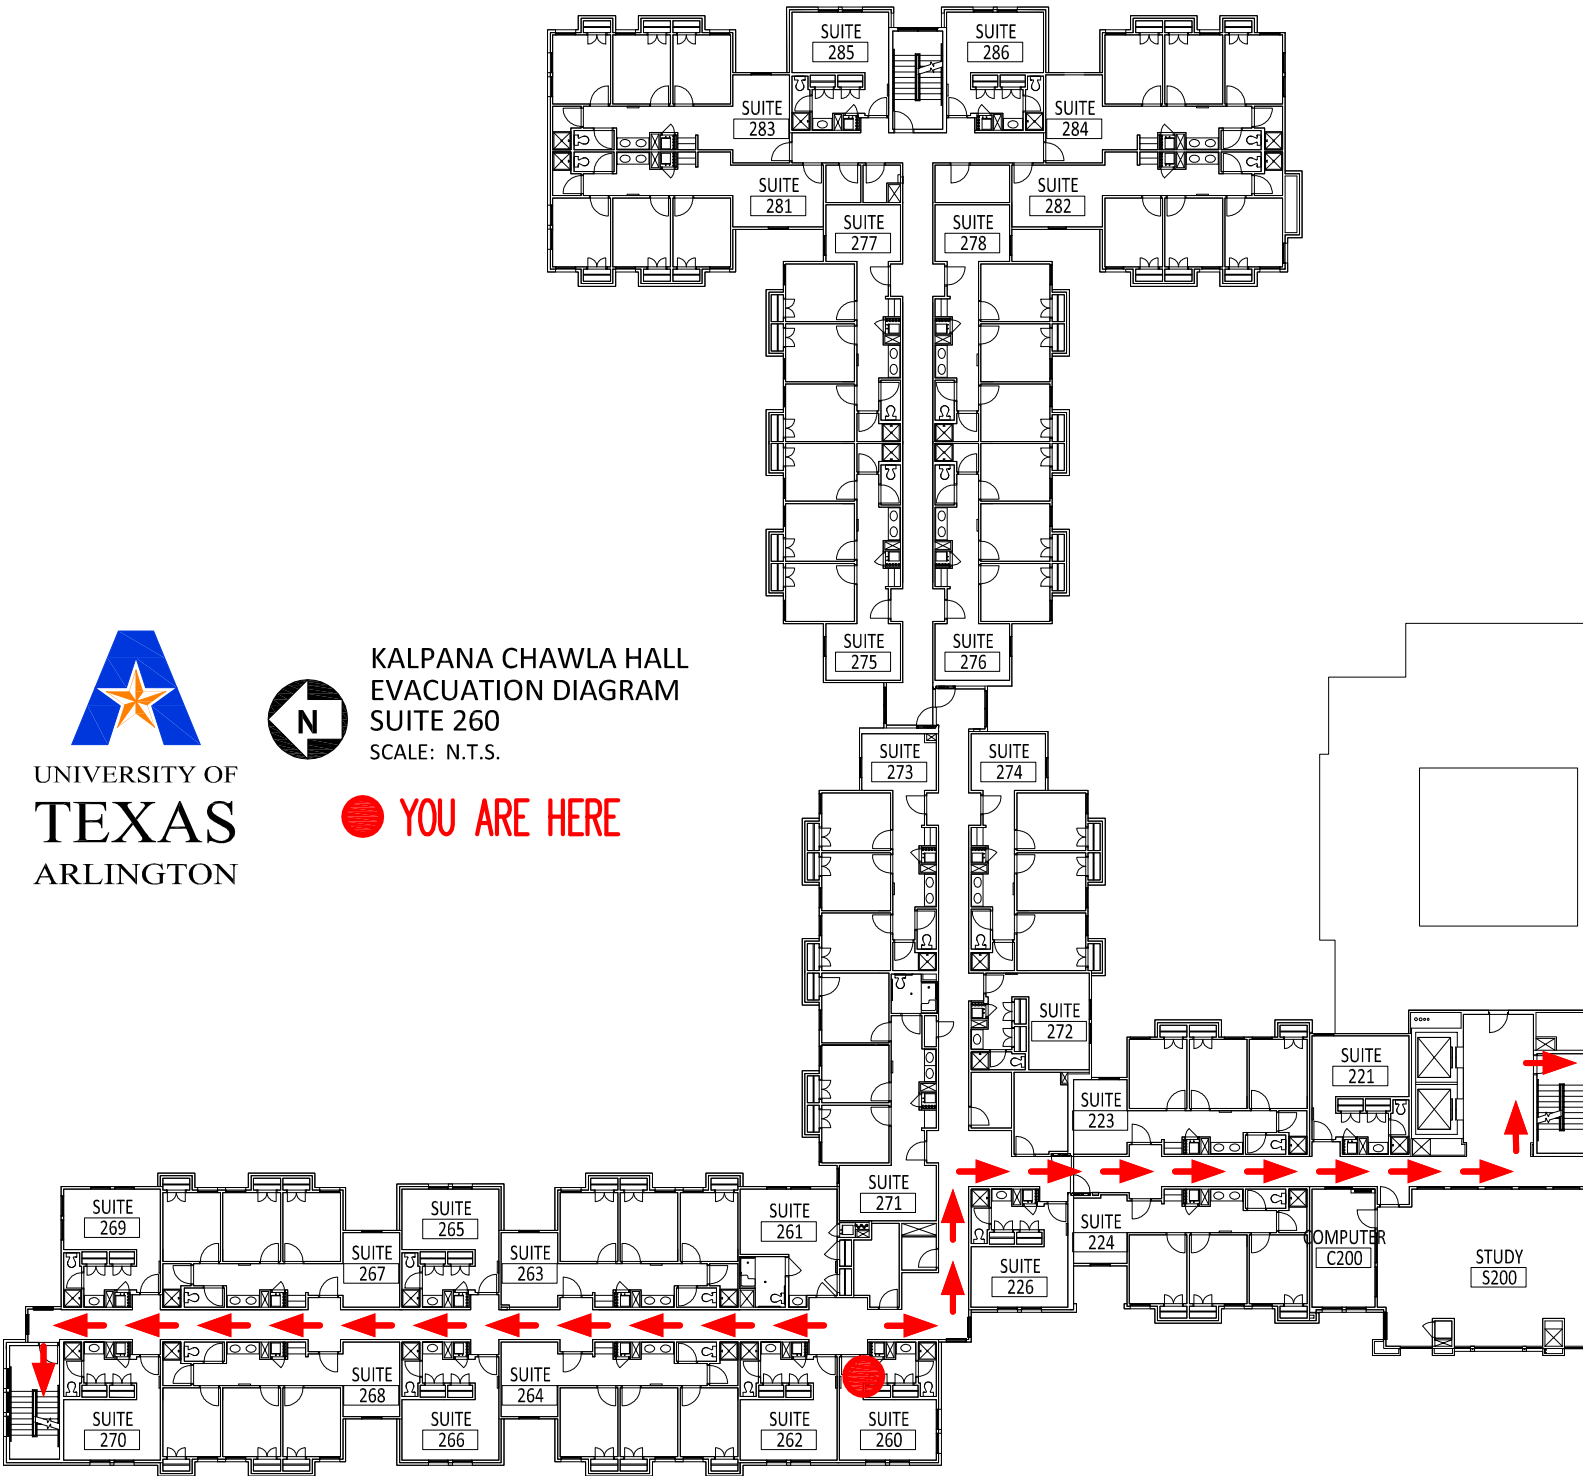 SUITE
285
SUITE
286
SUITE
283
SUITE
284
SUITE
281
SUITE
282
SUITE
277
SUITE
278
SUITE
275
SUITE
276
UNIVERSITY OF
TEXAS
ARLINGTON
N
KALPANA CHAWLA HALL
EVACUATION DIAGRAM
SUITE 260
SCALE: N.T.S.
YOU ARE HERE
SUITE
273
SUITE
274
SUITE
272
SUITE
221
SUITE
223
SUITE
271
SUITE
269
SUITE
265
SUITE
261
SUITE
267
SUITE
263
SUITE
224
SUITE
226
COMPUTER
C200
STUDY
S200
SUITE
268
SUITE
264
SUITE
270
SUITE
266
SUITE
262
SUITE
260